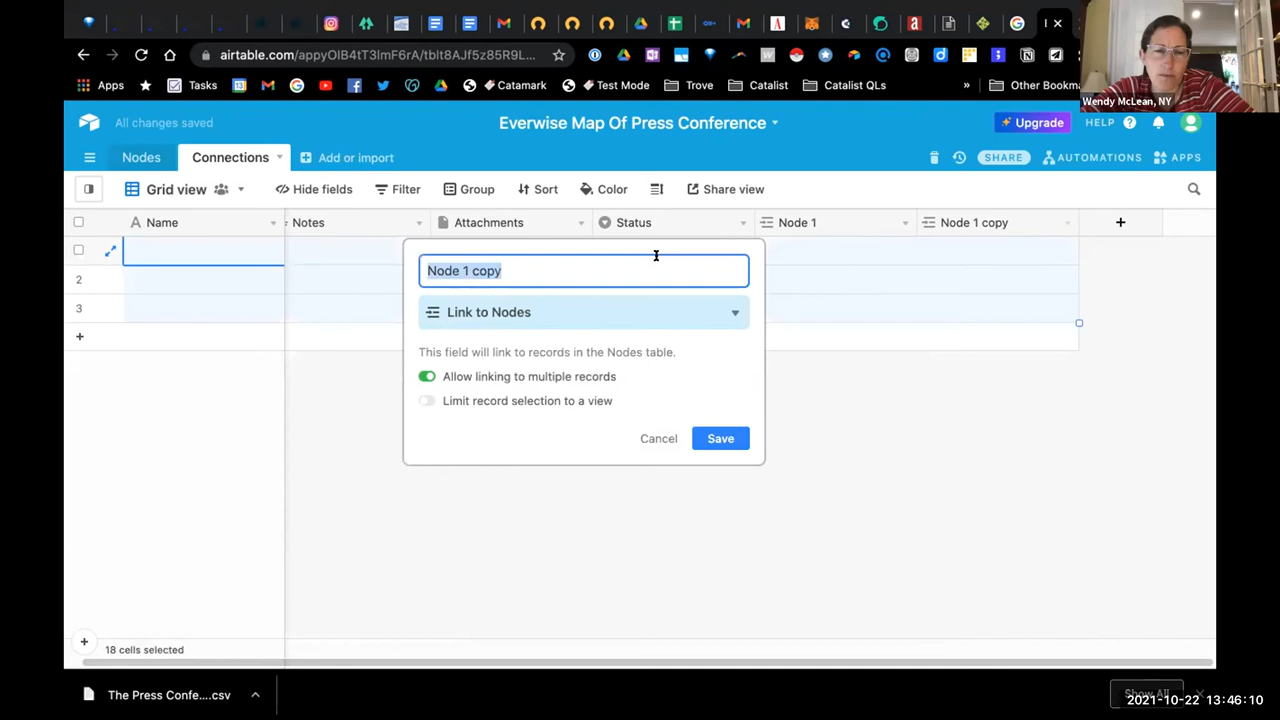 airtable.com/appyOlB4tT3lmF6rA/tblt8AJf5z85R9L...
Apps
Tasks
Catamark
Test Mode
Trove
Catalist
Catalist QLs
»
Other Bookma
Wendy McLean, NY
All changes saved
Everwise Map Of Press Conference
Upgrade
HELP
Nodes
Connections
Add or import
SHARE
AUTOMATIONS
APPS
Grid view
Hide fields
Filter
Group
Sort
Color
Share view
Name
Notes
Attachments
Status
Node 1
Node 1 copy
+
2
3
+
Node 1 copy
Link to Nodes
This field will link to records in the Nodes table.
Allow linking to multiple records
Limit record selection to a view
Cancel
Save
+
18 cells selected
The Press Confe....csv
Show All
2021-10-22 13:46:10